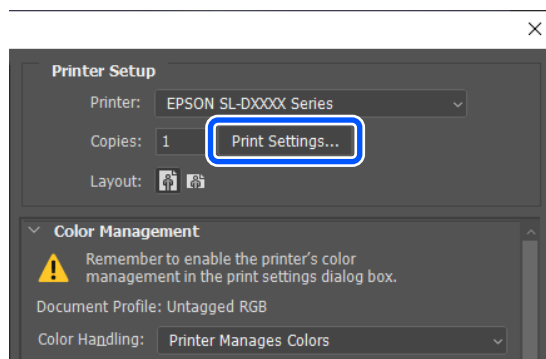 Printer Setup
Printer: EPSON SL-DXXXX Series
Copies: 1 Print Settings...
Layout:
Color Management
Remember to enable the printer's color
management in the print settings dialog box.
Document Profile: Untagged RGB
Color Handling: Printer Manages Colors